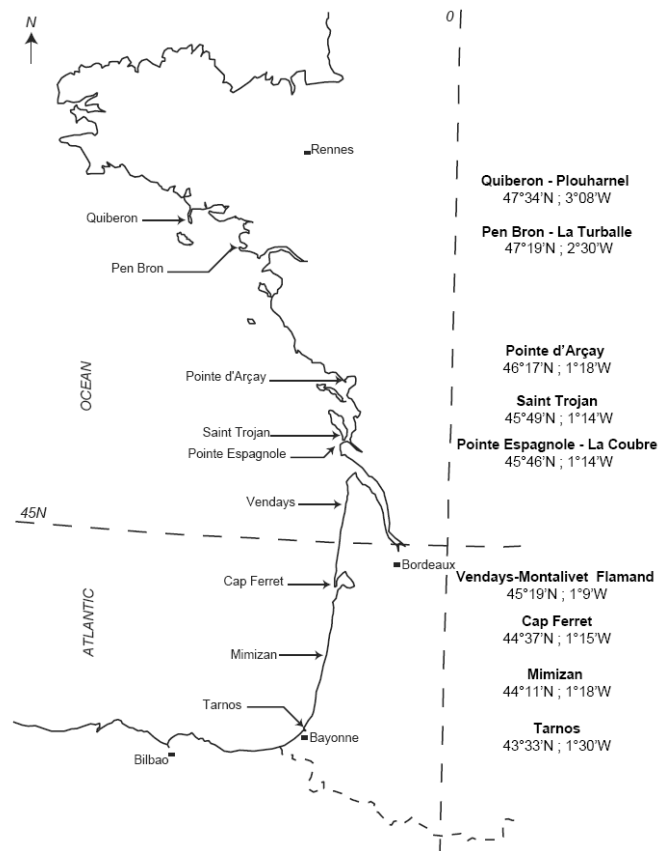 N
0
Rennes
Quiberon - Plouharnel
47°34'N ; 3°08'W
Quiberon
Pen Bron - La Turballe
47°19'N ; 2°30'W
Pen Bron
Pointe d'Arçay
46°17'N ; 1°18'W
Pointe d'Arçay
OCEAN
Saint Trojan
45°49'N ; 1°14'W
Saint Trojan
Pointe Espagnole
Pointe Espagnole - La Coubre
45°46'N ; 1°14'W
Vendays
45N
Bordeaux
Vendays-Montalivet Flamand
45°19'N ; 1°9'W
Cap Ferret
Cap Ferret
44°37'N ; 1°15'W
ATLANTIC
Mimizan
Mimizan
44°11'N ; 1°18'W
Tarnos
Tarnos
43°33'N ; 1°30'W
Bayonne
Bilbao